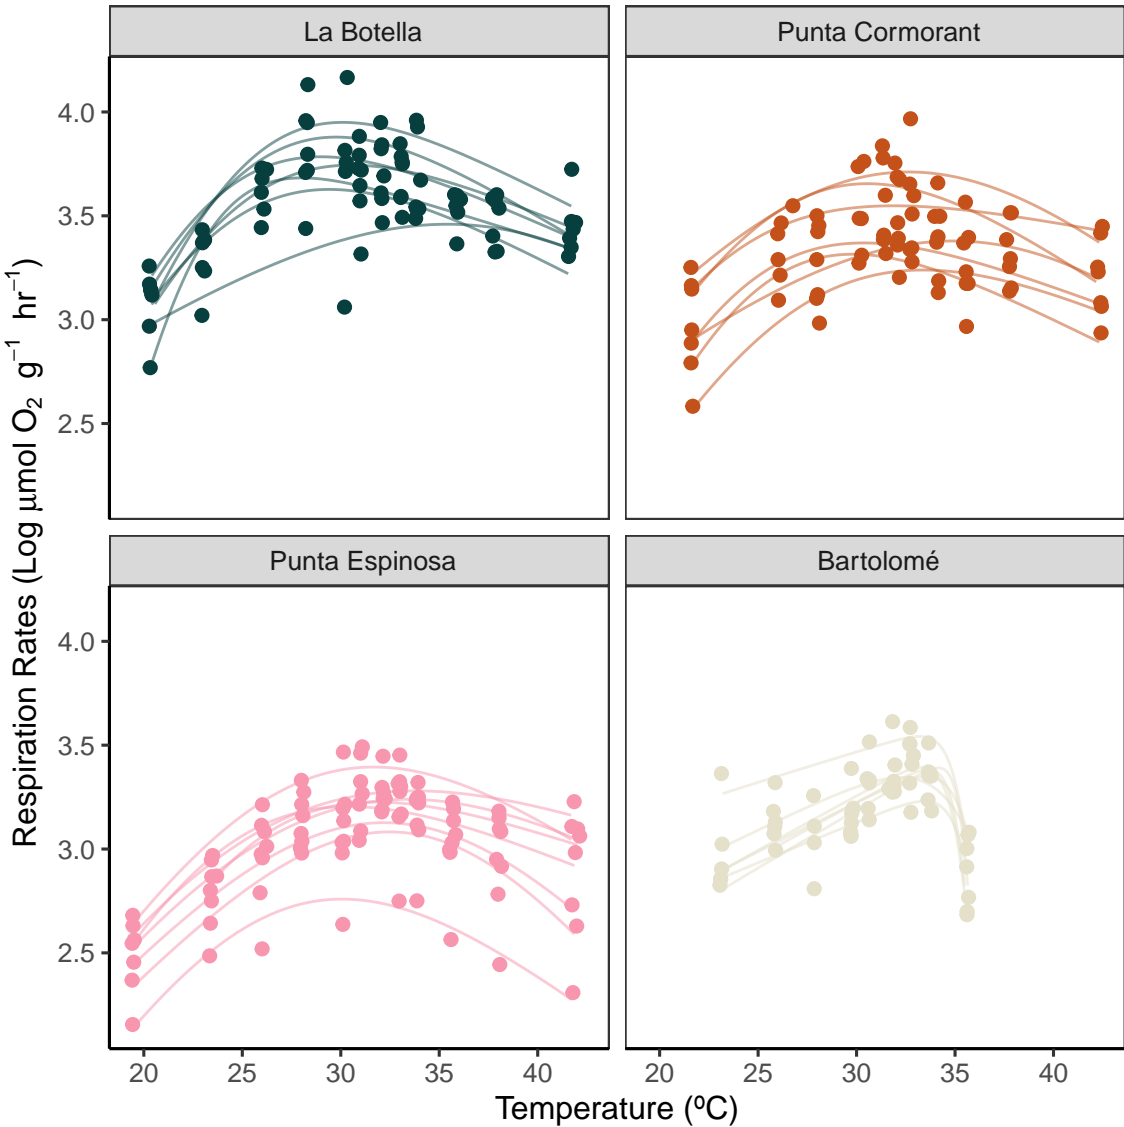 La Botella
Punta Cormorant
4.0
3.5
3.0
2.5
Respiration Rates (Log μmol O₂ g⁻¹ hr⁻¹)
Punta Espinosa
Bartolomé
4.0
3.5
3.0
2.5
20 25 30 35 40
20 25 30 35 40
Temperature (ºC)